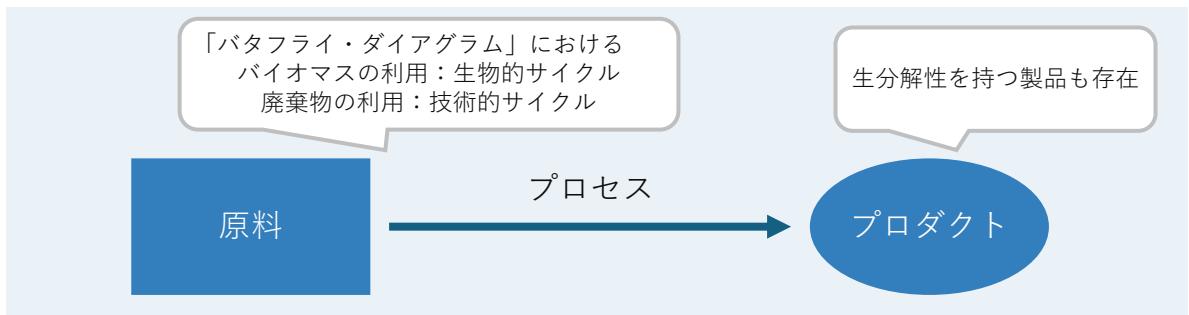 「バタフライ・ダイアグラム」における
バイオマスの利用：生物的サイクル
廃棄物の利用：技術的サイクル
生分解性を持つ製品も存在
原料
プロセス
プロダクト